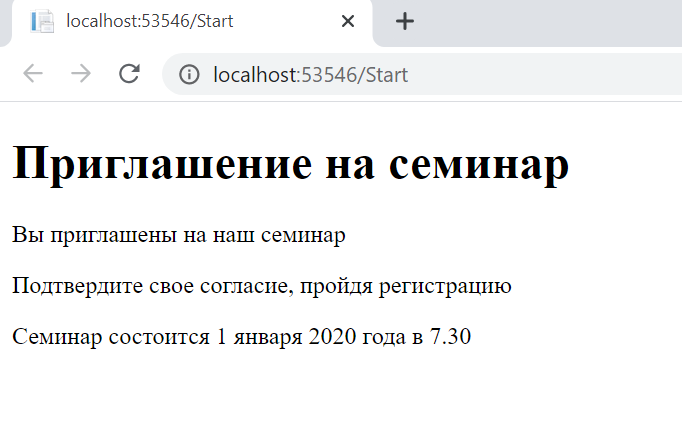 localhost:53546/Start
localhost:53546/Start
Приглашение на семинар
Вы приглашены на наш семинар
Подтвердите свое согласие, пройдя регистрацию
Семинар состоится 1 января 2020 года в 7.30